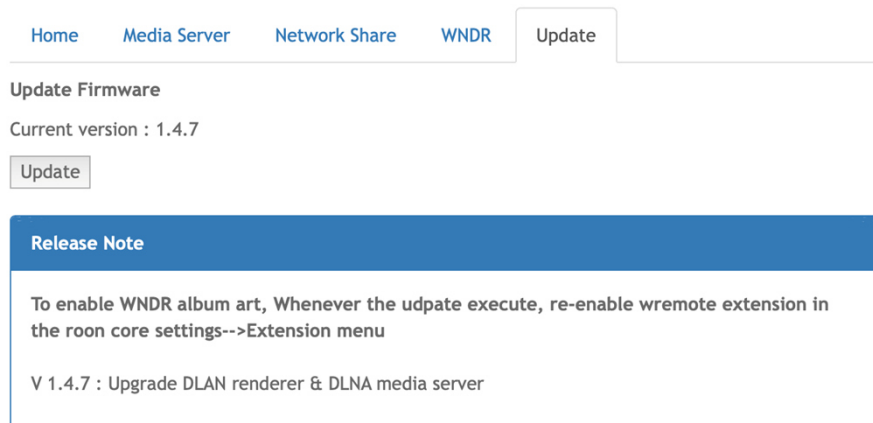 Home Media Server Network Share WNDR Update
Update Firmware
Current version : 1.4.7
Update
Release Note
To enable WNDR album art, Whenever the udpate execute, re-enable wremote extension in
the roon core settings-->Extension menu
V 1.4.7 : Upgrade DLAN renderer & DLNA media server